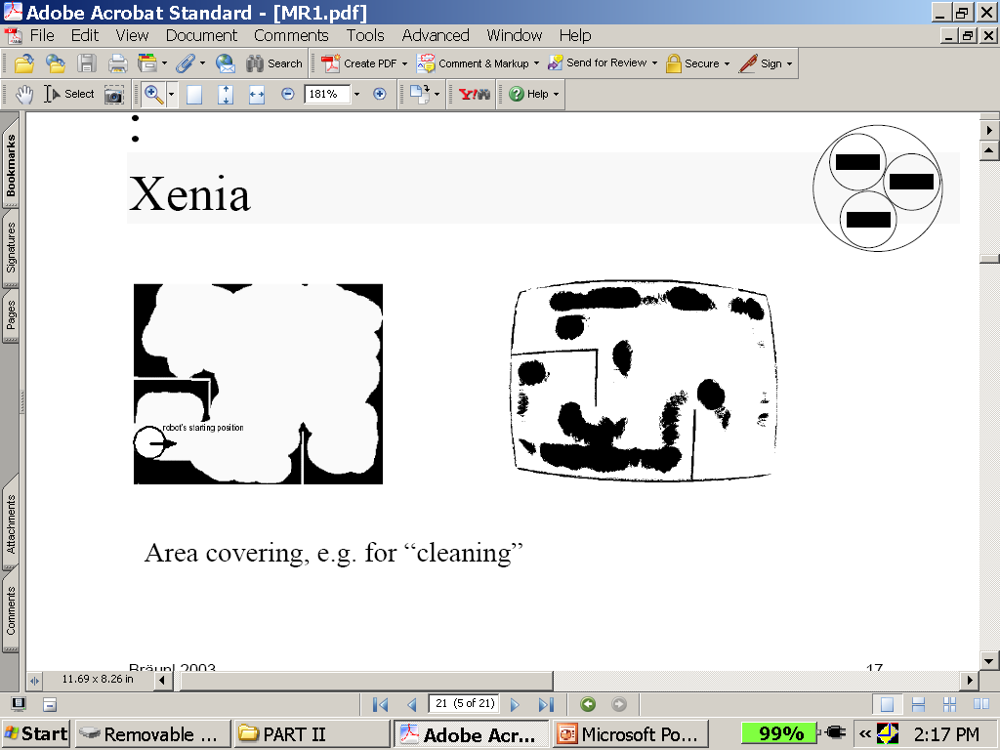 Adobe Acrobat Standard - [MR1.pdf]
File Edit View Document Comments Tools Advanced Window Help
Search Create PDF Comment & Markup Send for Review Secure Sign
Select 181% Y! Help
Bookmarks
Signatures
Pages
Attachments
Comments
Xenia
robot's starting position
Area covering, e.g. for “cleaning”
Bräunl 2003
17
11.69 x 8.26 in
21 (5 of 21)
Start Removable ... PART II Adobe Acr... Microsoft Po... 99% « 2:17 PM